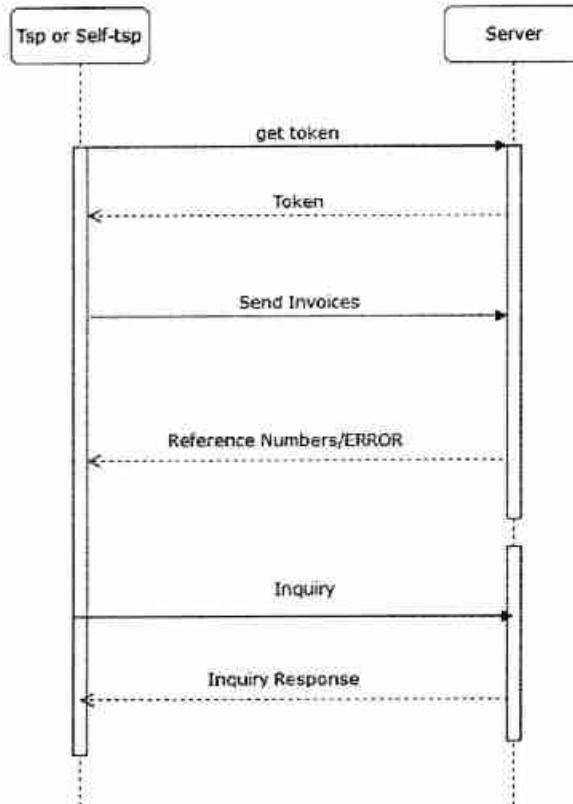 Tsp or Self-tsp
Server
get token
Token
Send Invoices
Reference Numbers/ERROR
Inquiry
Inquiry Response